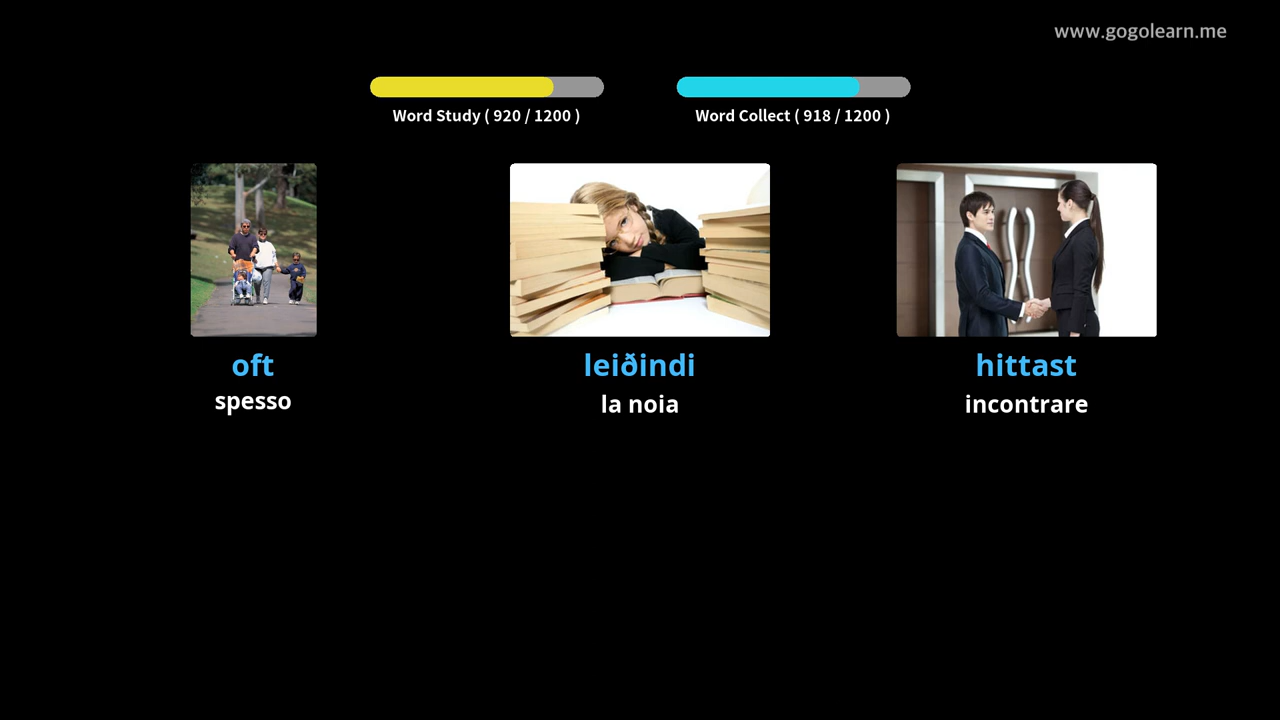 www.gogolearn.me
Word Study ( 920 / 1200 )
Word Collect ( 918 / 1200 )
oft
spesso
leiðindi
la noia
hittast
incontrare